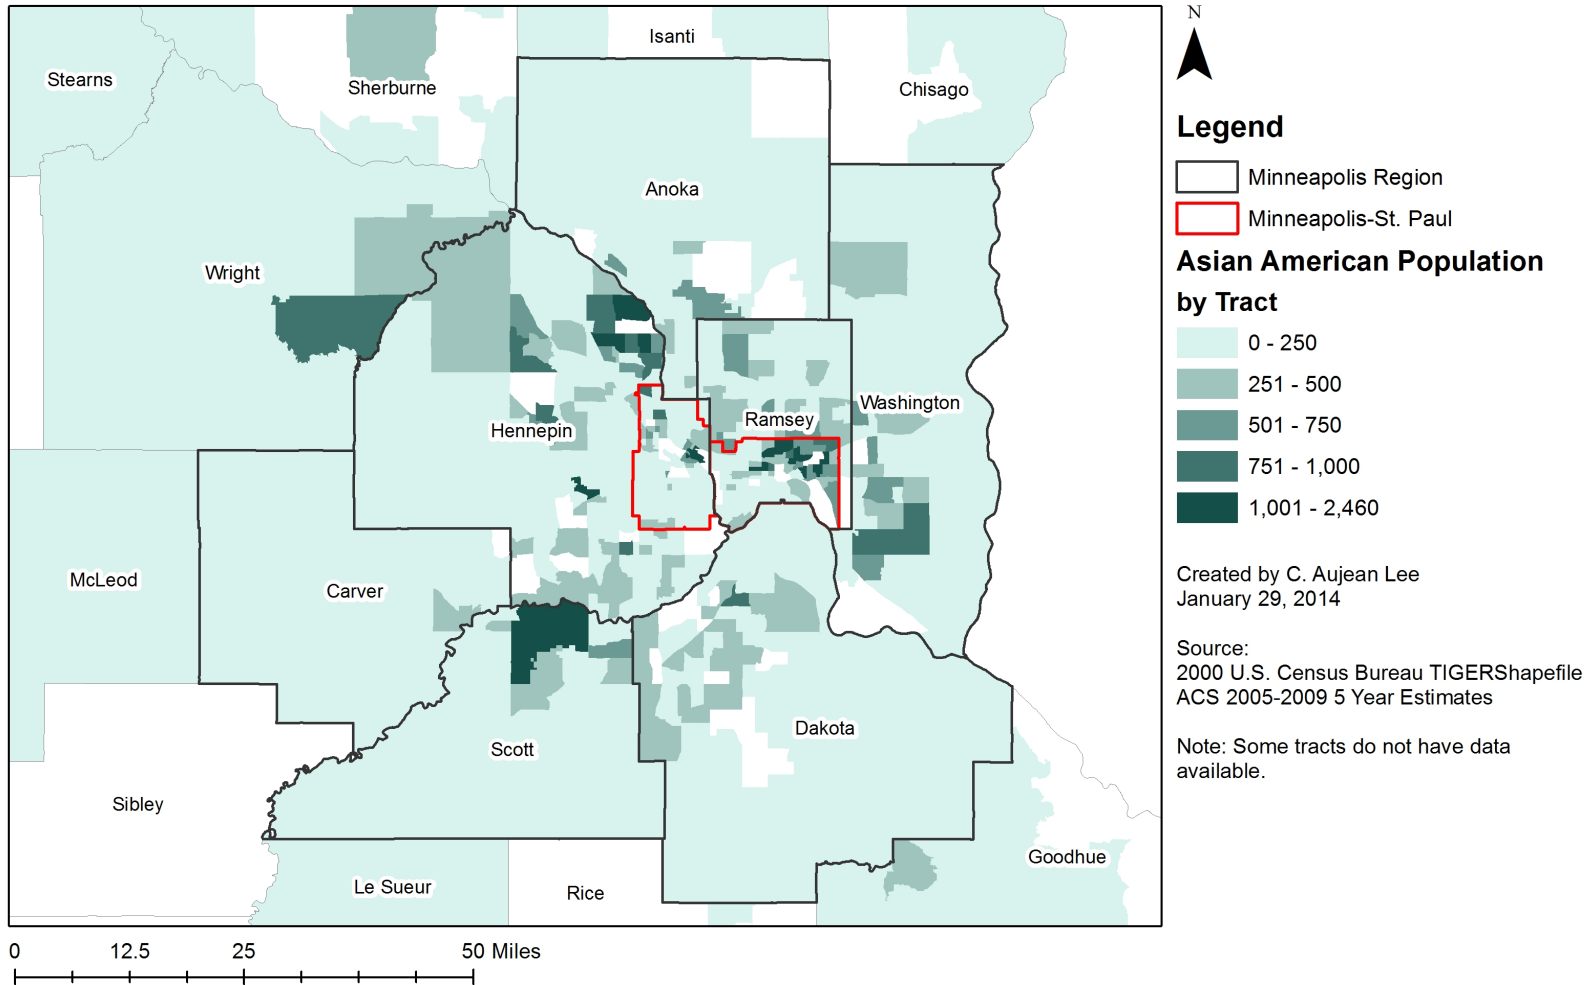 N
Isanti
Stearns
Sherburne
Chisago
Legend
Minneapolis Region
Anoka
Minneapolis-St. Paul
Asian American Population
Wright
by Tract
0 - 250
251 - 500
Washington
Ramsey
501 - 750
Hennepin
751 - 1,000
1,001 - 2,460
McLeod
Carver
Created by C. Aujean Lee
January 29, 2014
Source:
2000 U.S. Census Bureau TIGERShapefile
ACS 2005-2009 5 Year Estimates
Dakota
Scott
Note: Some tracts do not have data
available.
Sibley
Goodhue
Le Sueur
Rice
0 12.5 25 50 Miles